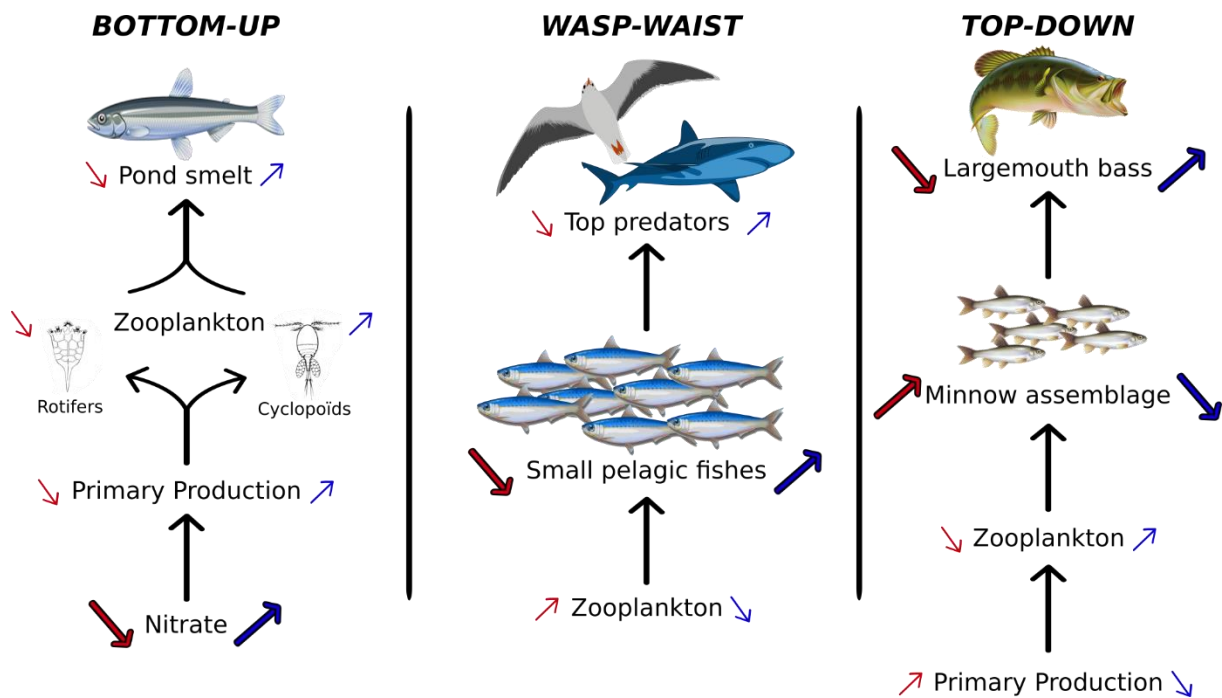 BOTTOM-UP
Pond smelt
Zooplankton
Rotifers
Cyclopoïds
Primary Production
Nitrate
WASP-WAIST
Top predators
Small pelagic fishes
Zooplankton
TOP-DOWN
Largemouth bass
Minnow assemblage
Zooplankton
Primary Production